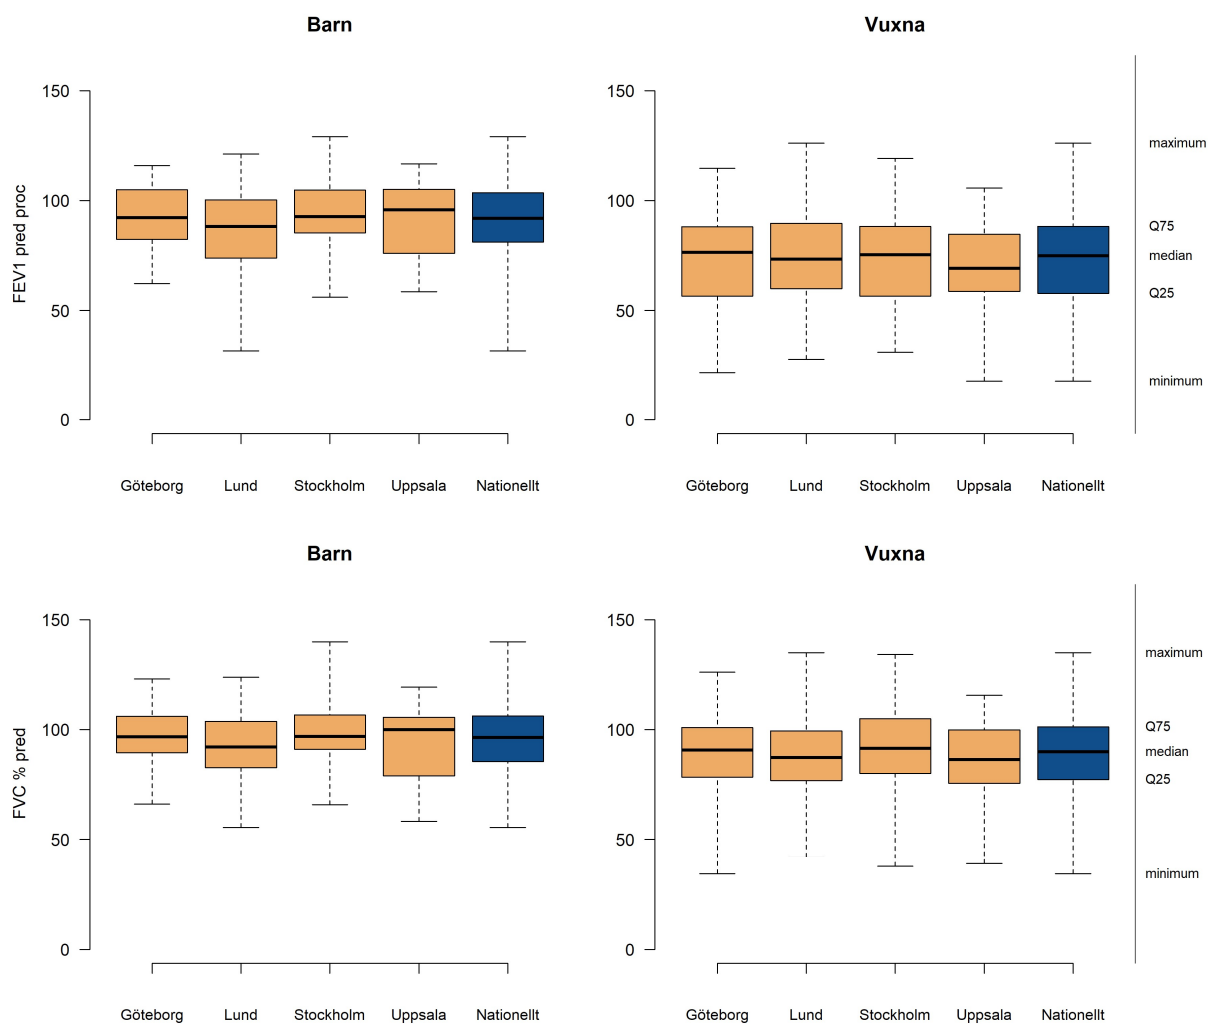 Barn
Vuxna
FEV1 pred proc
150
100
50
0
150
100
50
0
maximum
Q75
median
Q25
minimum
Göteborg Lund Stockholm Uppsala Nationellt
Göteborg Lund Stockholm Uppsala Nationellt
Barn
Vuxna
FVC % pred
150
100
50
0
150
100
50
0
maximum
Q75
median
Q25
minimum
Göteborg Lund Stockholm Uppsala Nationellt
Göteborg Lund Stockholm Uppsala Nationellt